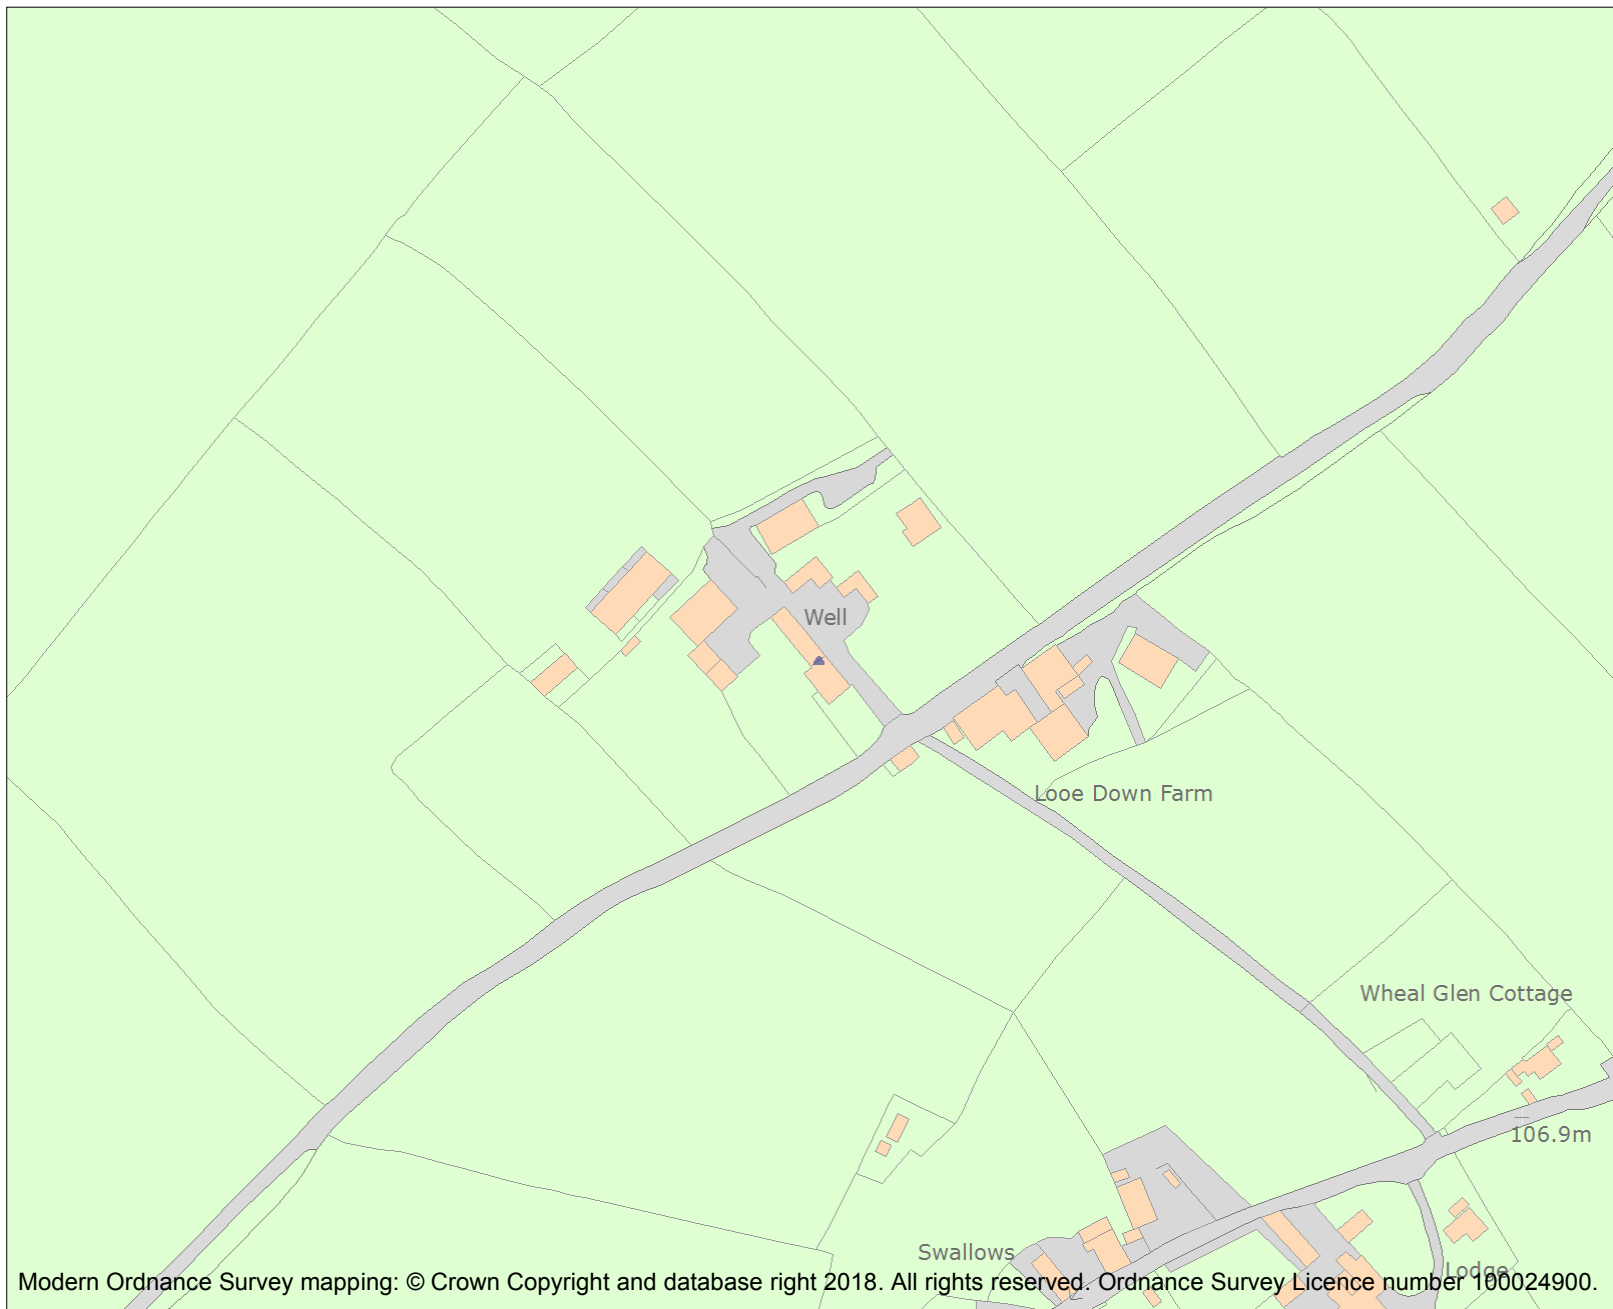 Well
Looe Down Farm
Wheal Glen Cottage
106.9m
Swallows
Lodge
Modern Ordnance Survey mapping: © Crown Copyright and database right 2018. All rights reserved. Ordnance Survey Licence number 100024900.